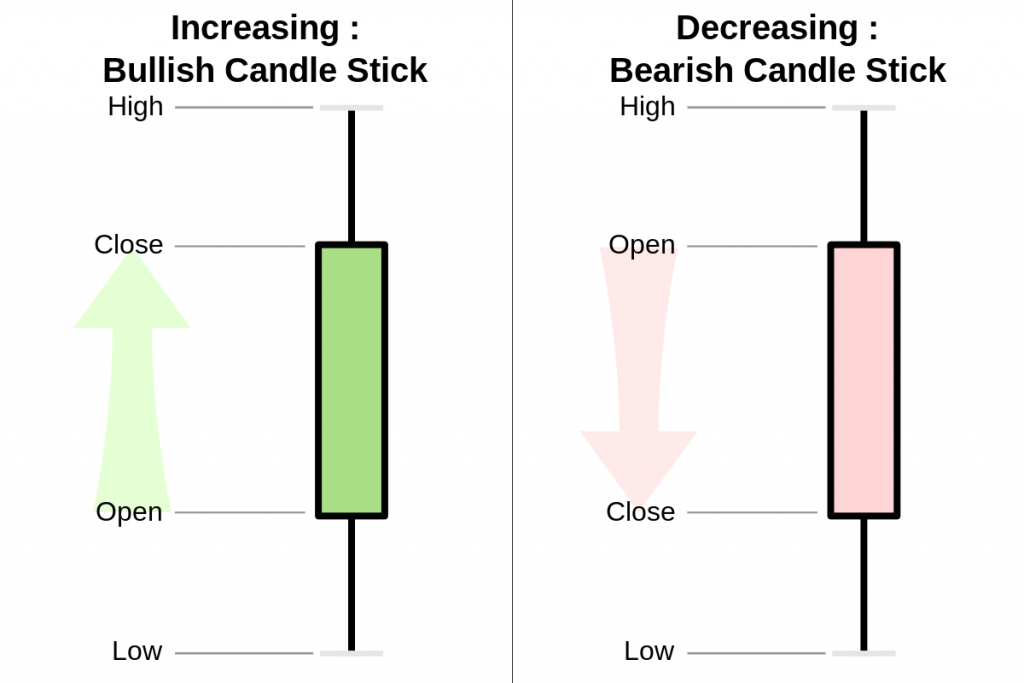 Increasing :
Bullish Candle Stick
High
Close
Open
Low
Decreasing :
Bearish Candle Stick
High
Open
Close
Low